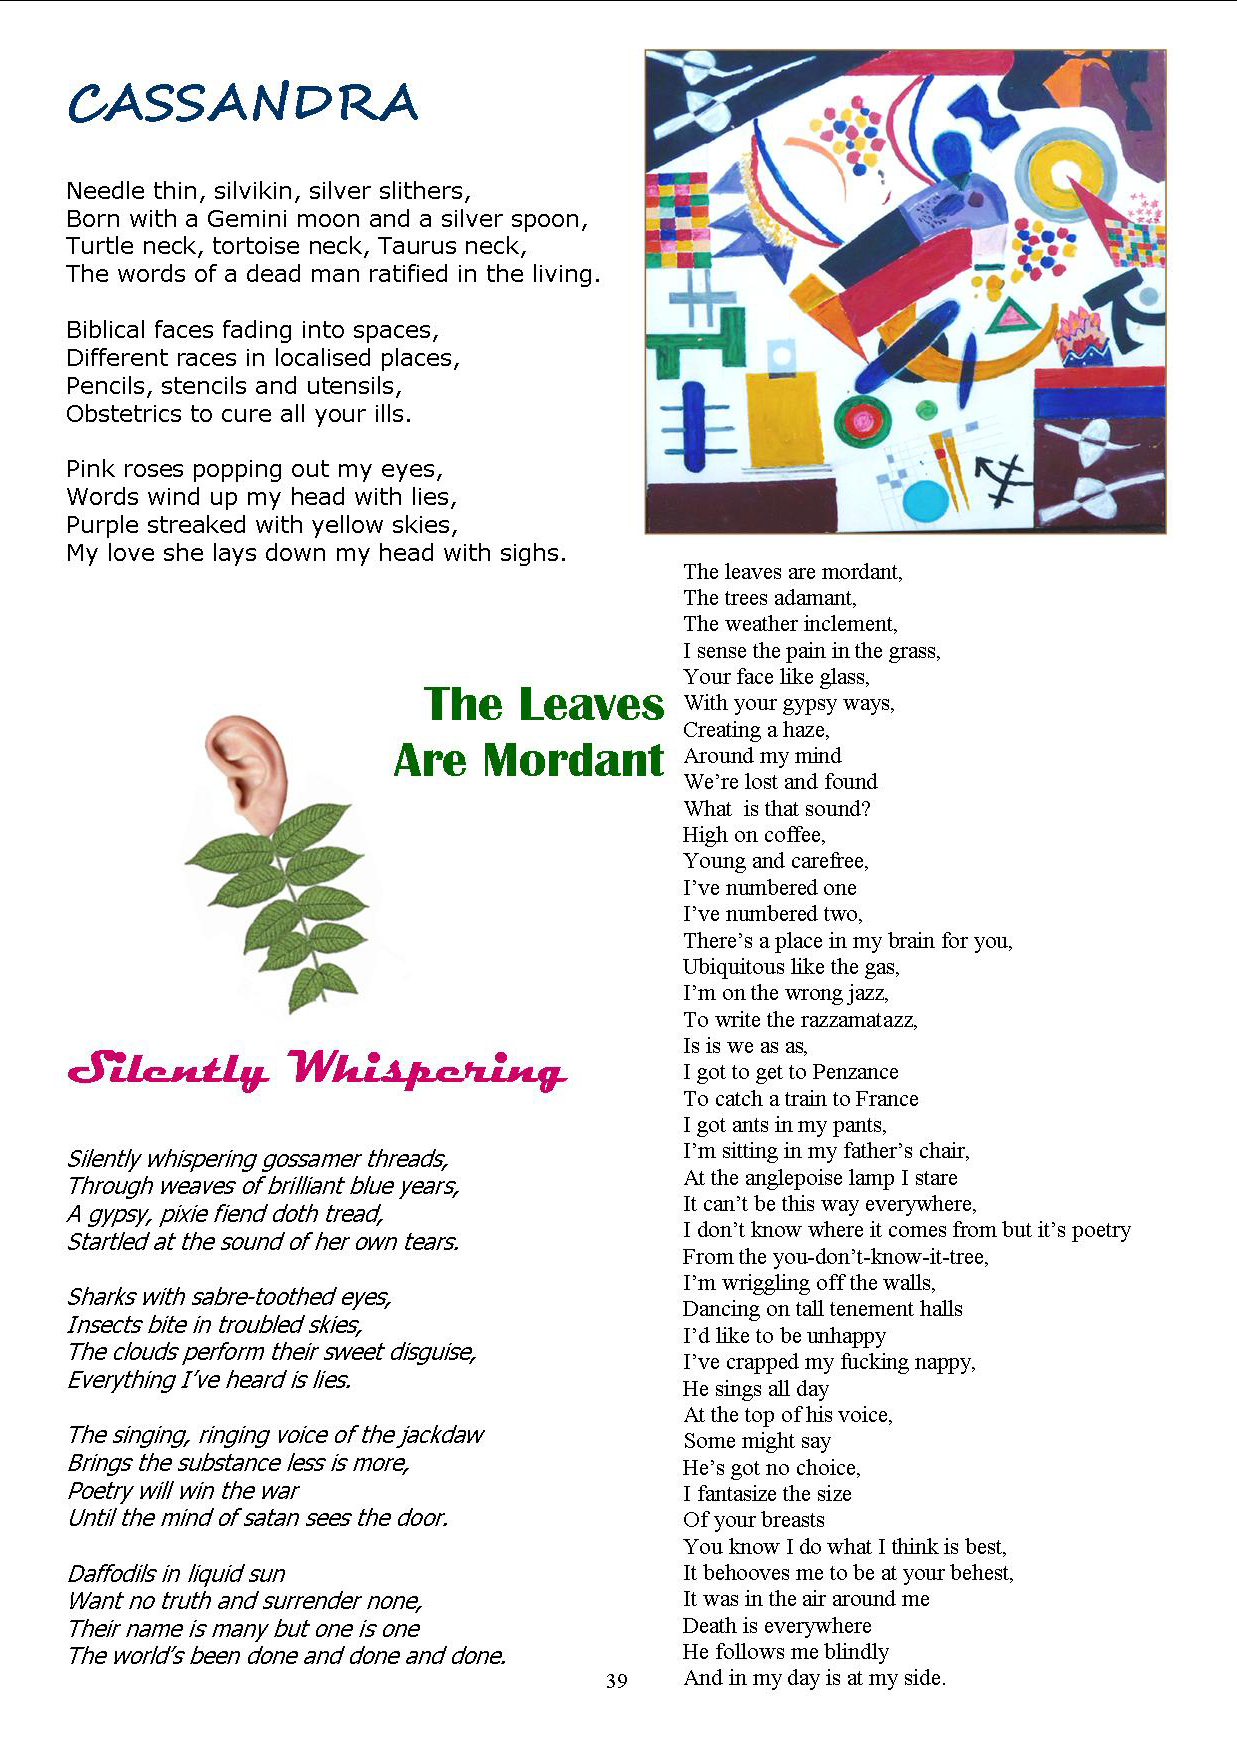 CASSANDRA
Needle thin, silvikin, silver slithers,
Born with a Gemini moon and a silver spoon,
Turtle neck, tortoise neck, Taurus neck,
The words of a dead man ratified in the living.
Biblical faces fading into spaces,
Different races in localised places,
Pencils, stencils and utensils,
Obstetrics to cure all your ills.
Pink roses popping out my eyes,
Words wind up my head with lies,
Purple streaked with yellow skies,
My love she lays down my head with sighs.
The Leaves
Are Mordant
The leaves are mordant,
The trees adamant,
The weather inclement,
I sense the pain in the grass,
Your face like glass,
With your gypsy ways,
Creating a haze,
Around my mind
We're lost and found
What  is that sound?
High on coffee,
Young and carefree,
I've numbered one
I've numbered two,
There's a place in my brain for you,
Ubiquitous like the gas,
I'm on the wrong jazz,
To write the razzamatazz,
Is is we as as,
I got to get to Penzance
To catch a train to France
I got ants in my pants,
I'm sitting in my father's chair,
At the anglepoise lamp I stare
It can't be this way everywhere,
I don't know where it comes from but it's poetry
From the you-don't-know-it-tree,
I'm wriggling off the walls,
Dancing on tall tenement halls
I'd like to be unhappy
I've crapped my fucking nappy,
He sings all day
At the top of his voice,
Some might say
He's got no choice,
I fantasize the size
Of your breasts
You know I do what I think is best,
It behooves me to be at your behest,
It was in the air around me
Death is everywhere
He follows me blindly
And in my day is at my side.
Silently Whispering
Silently whispering gossamer threads,
Through weaves of brilliant blue years,
A gypsy, pixie fiend doth tread,
Startled at the sound of her own tears.
Sharks with sabre-toothed eyes,
Insects bite in troubled skies,
The clouds perform their sweet disguise,
Everything I've heard is lies.
The singing, ringing voice of the jackdaw
Brings the substance less is more,
Poetry will win the war
Until the mind of satan sees the door.
Daffodils in liquid sun
Want no truth and surrender none,
Their name is many but one is one
The world's been done and done and done.
39